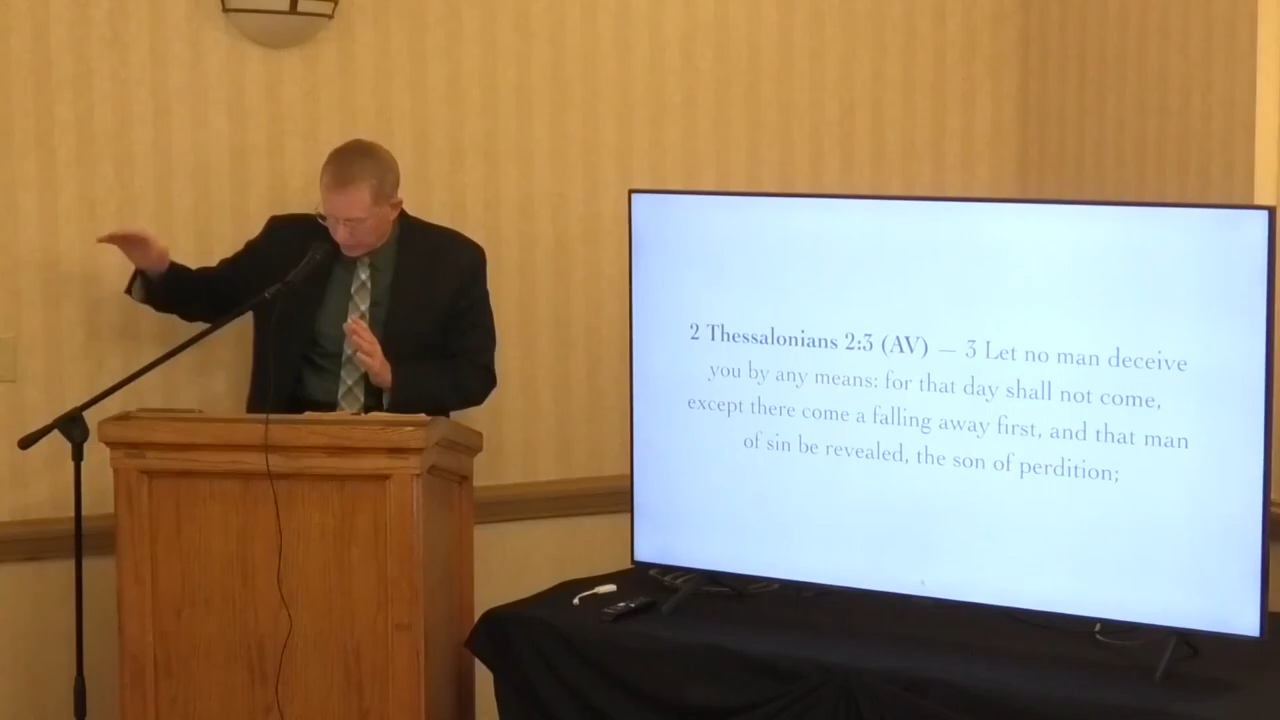 2 Thessalonians 2:3 (AV) — 3 Let no man deceive
you by any means: for that day shall not come,
except there come a falling away first, and that man
of sin be revealed, the son of perdition;